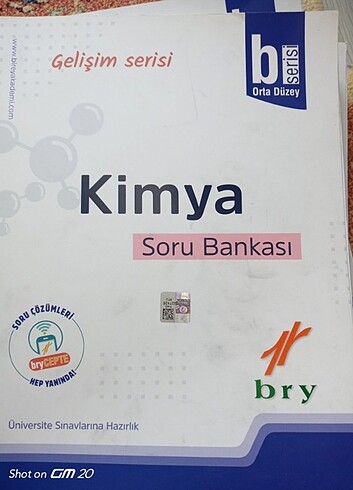 www.bireyakademi.com
Gelişim serisi
b serisi
Orta Düzey
Kimya
Soru Bankası
SORU ÇÖZÜMLERİ
bryCEPTE
HEP YANINDA!
bry
Üniversite Sınavlarına Hazırlık
Shot on GM 20